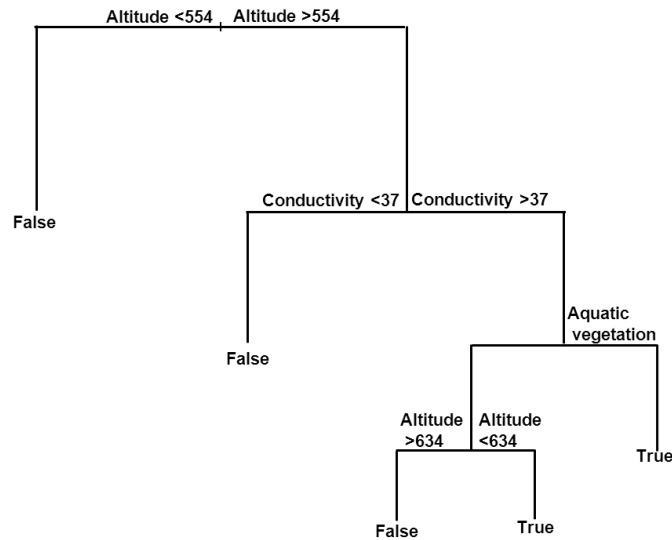 Altitude <554 Altitude >554
False
Conductivity <37 Conductivity >37
False
Aquatic
vegetation
Altitude
>634
Altitude
<634
True
False
True